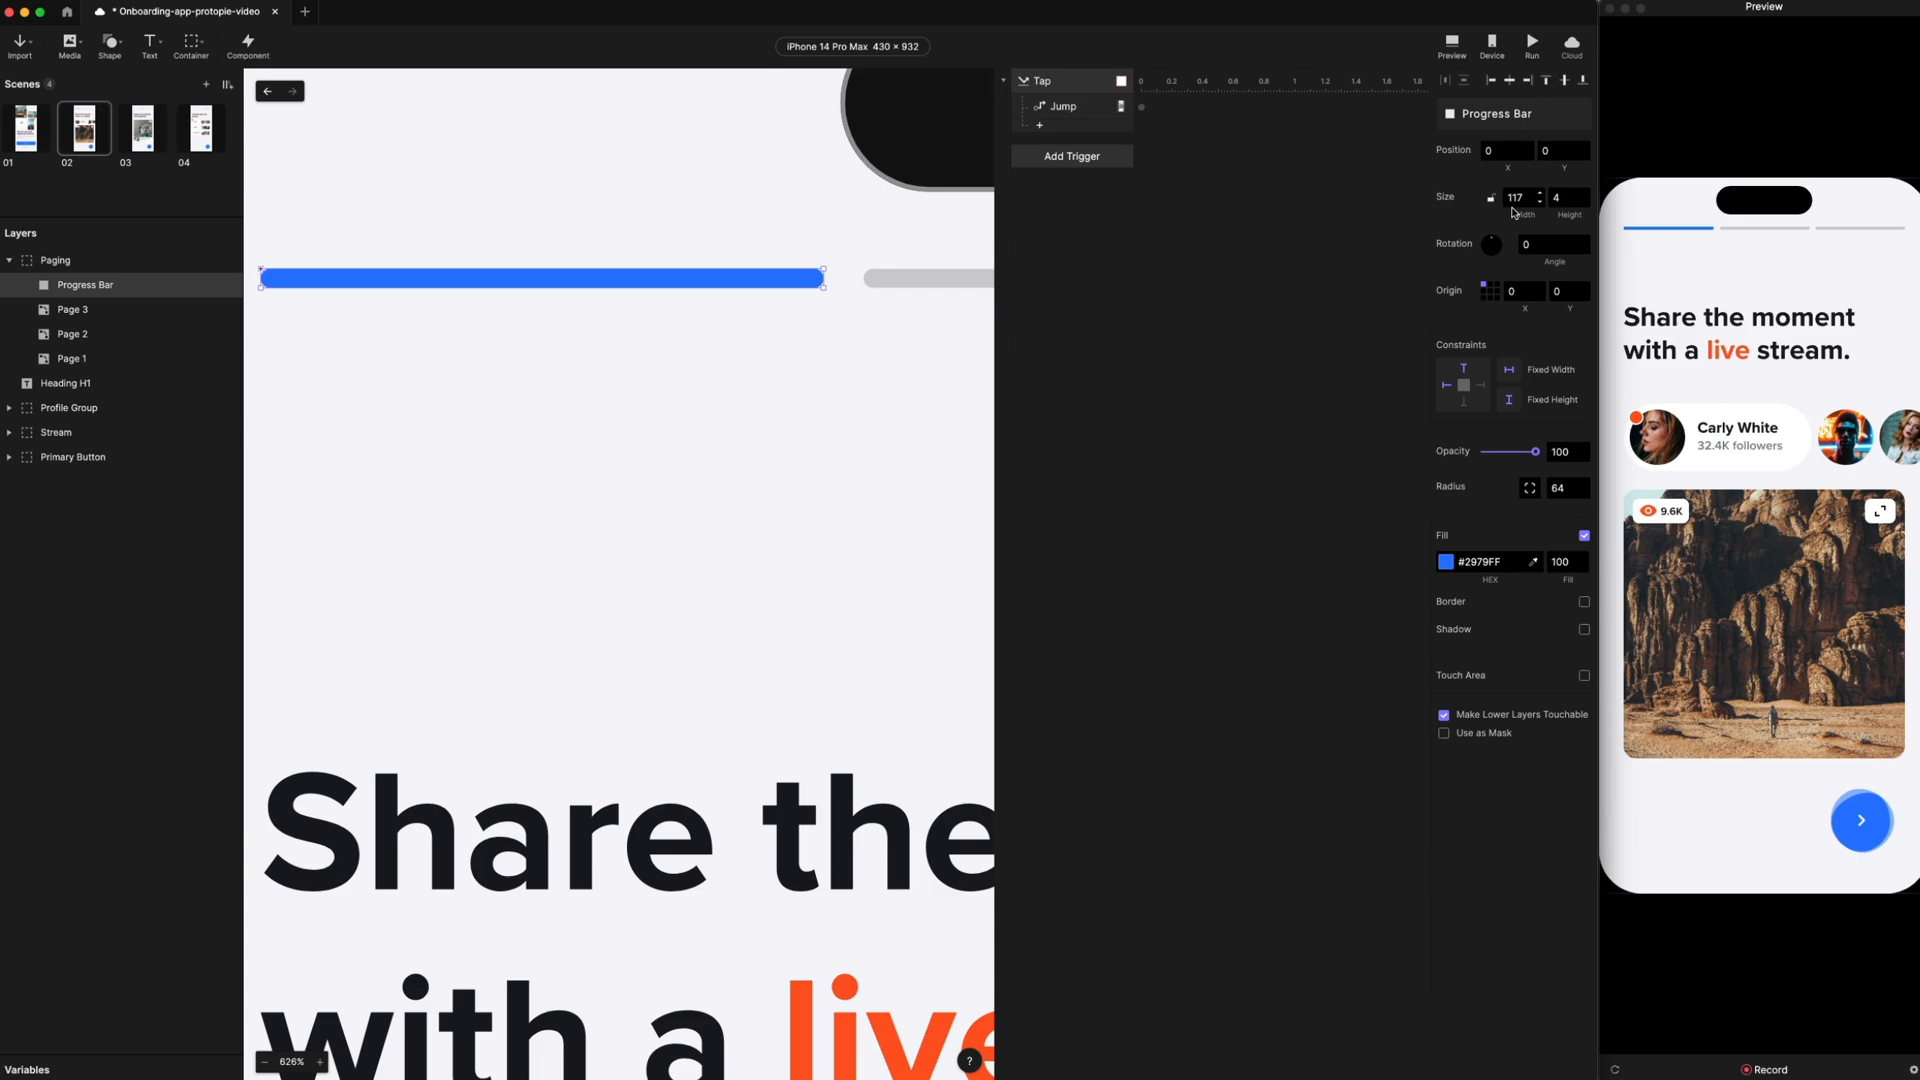 * Onboarding-app-protopie-video
Preview
Import
Media
Shape
Text
Container
Component
iPhone 14 Pro Max 430 × 932
Preview
Device
Run
Cloud
Scenes 4
01
02
03
04
Layers
Paging
Progress Bar
Page 3
Page 2
Page 1
Heading H1
Profile Group
Stream
Primary Button
Variables
Share the
with a live
626%
?
Tap
Jump
Add Trigger
0 0.2 0.4 0.6 0.8 1 1.2 1.4 1.6 1.8
Progress Bar
Position 0 0
X Y
Size 117 4
Width Height
Rotation 0
Angle
Origin 0 0
X Y
Constraints
Fixed Width
Fixed Height
Opacity 100
Radius 64
Fill
#2979FF 100
HEX Fill
Border
Shadow
Touch Area
Make Lower Layers Touchable
Use as Mask
Share the moment
with a live stream.
Carly White
32.4K followers
9.6K
Record